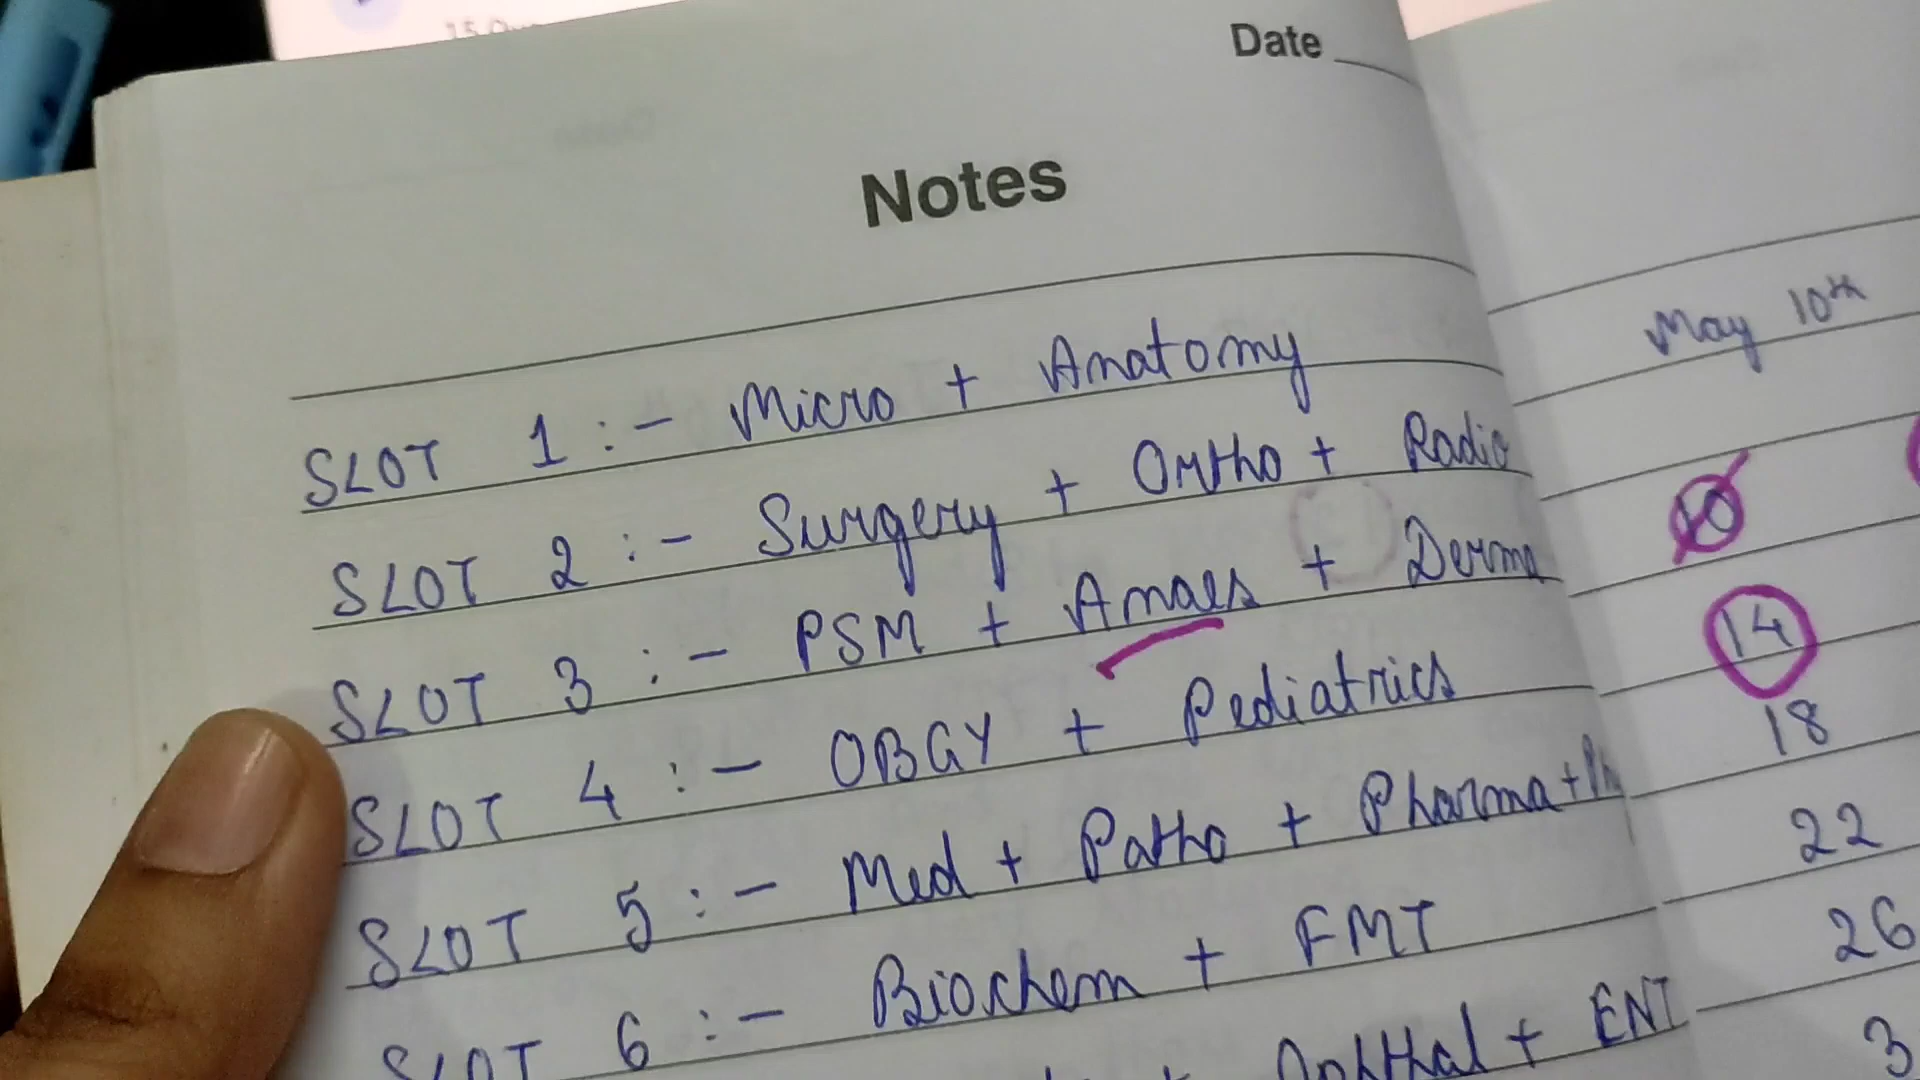 Date
Notes
SLOT 1 :- Micro + Anatomy
SLOT 2 :- Surgery + Ortho + Radio
SLOT 3 :- PSM + Anaes + Derma
SLOT 4 :- OBGY + Pediatrics
SLOT 5 :- Med + Patho + Pharma +
SLOT 6 :- Biochem + FMT
+ Ophthal + ENT
May 10th
10
14
18
22
26
3